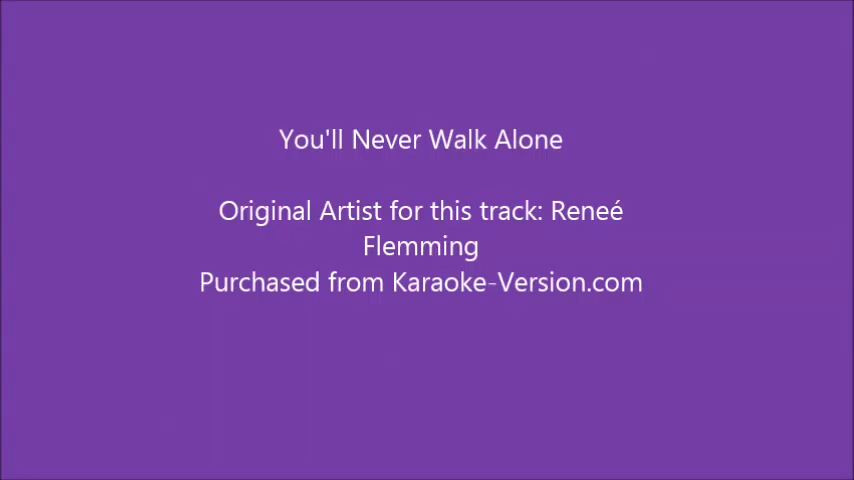 You'll Never Walk Alone
Original Artist for this track: Reneé
Flemming
Purchased from Karaoke-Version.com